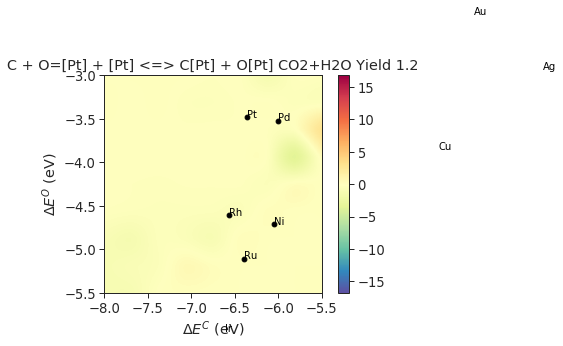 Au
C + O=[Pt] + [Pt] <=> C[Pt] + O[Pt] CO2+H2O Yield 1.2
Ag
Cu
Pt
Pd
Rh
Ni
Ru
Ir
−3.0
−3.5
−4.0
−4.5
−5.0
−5.5
ΔE^O (eV)
−8.0 −7.5 −7.0 −6.5 −6.0 −5.5
ΔE^C (eV)
15
10
5
0
−5
−10
−15